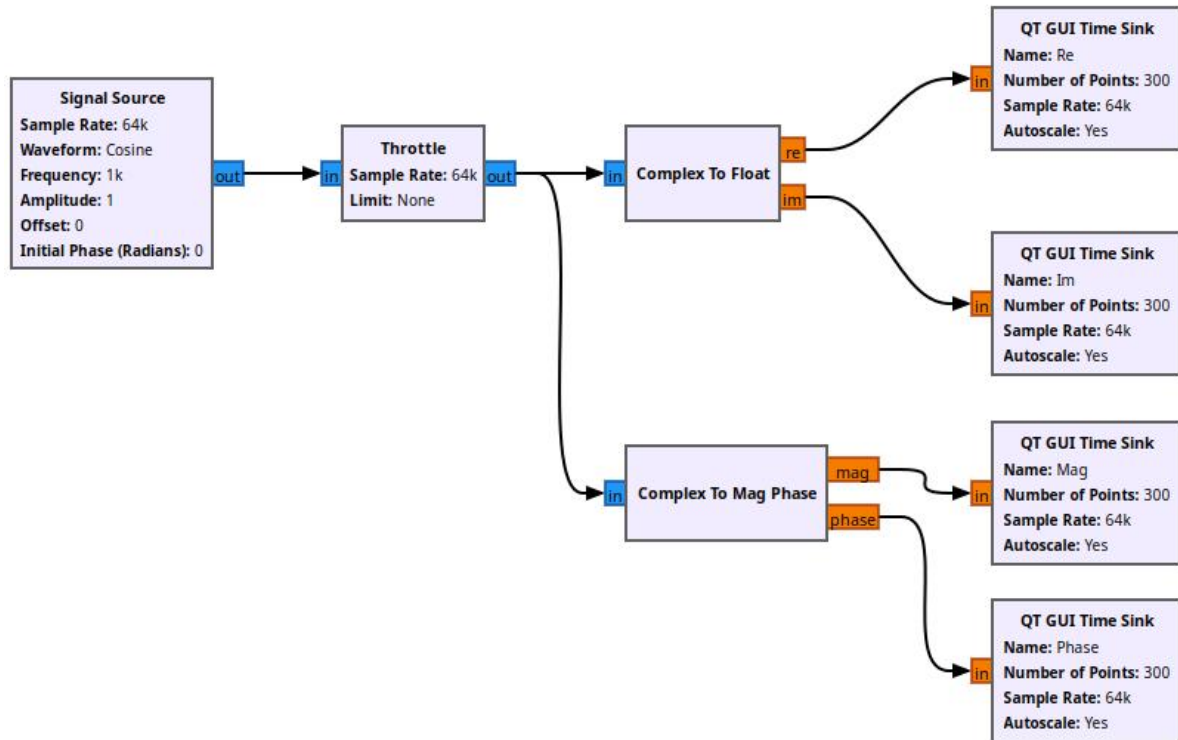 Signal Source
Sample Rate: 64k
Waveform: Cosine
Frequency: 1k
Amplitude: 1
Offset: 0
Initial Phase (Radians): 0
out
in
Throttle
Sample Rate: 64k
Limit: None
out
in
Complex To Float
re
im
in
Complex To Mag Phase
mag
phase
in
QT GUI Time Sink
Name: Re
Number of Points: 300
Sample Rate: 64k
Autoscale: Yes
in
QT GUI Time Sink
Name: Im
Number of Points: 300
Sample Rate: 64k
Autoscale: Yes
in
QT GUI Time Sink
Name: Mag
Number of Points: 300
Sample Rate: 64k
Autoscale: Yes
in
QT GUI Time Sink
Name: Phase
Number of Points: 300
Sample Rate: 64k
Autoscale: Yes